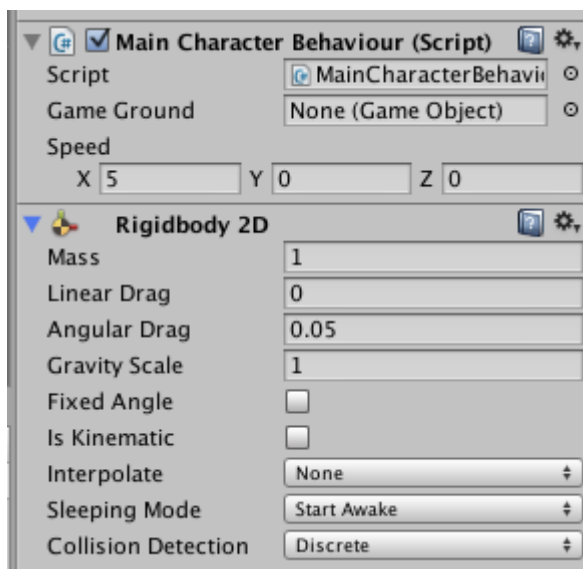 Main Character Behaviour (Script)
Script MainCharacterBehavi
Game Ground None (Game Object)
Speed
X 5 Y 0 Z 0
Rigidbody 2D
Mass 1
Linear Drag 0
Angular Drag 0.05
Gravity Scale 1
Fixed Angle
Is Kinematic
Interpolate None
Sleeping Mode Start Awake
Collision Detection Discrete